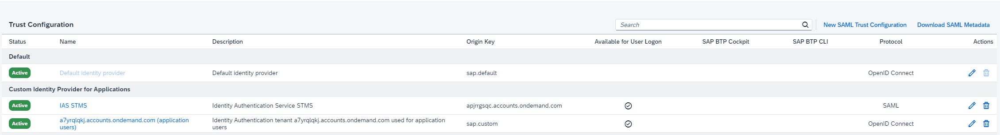 Trust Configuration
Search
New SAML Trust Configuration
Download SAML Metadata
Status Name Description Origin Key Available for User Logon SAP BTP Cockpit SAP BTP CLI Protocol Actions
Default
Active Default identity provider Default identity provider sap.default OpenID Connect
Custom Identity Provider for Applications
Active IAS STMS Identity Authentication Service STMS apjrrgsqc.accounts.ondemand.com SAML
Active a7yrqlqkj.accounts.ondemand.com (application Identity Authentication tenant a7yrqlqkj.accounts.ondemand.com used for application sap.custom OpenID Connect
users) users